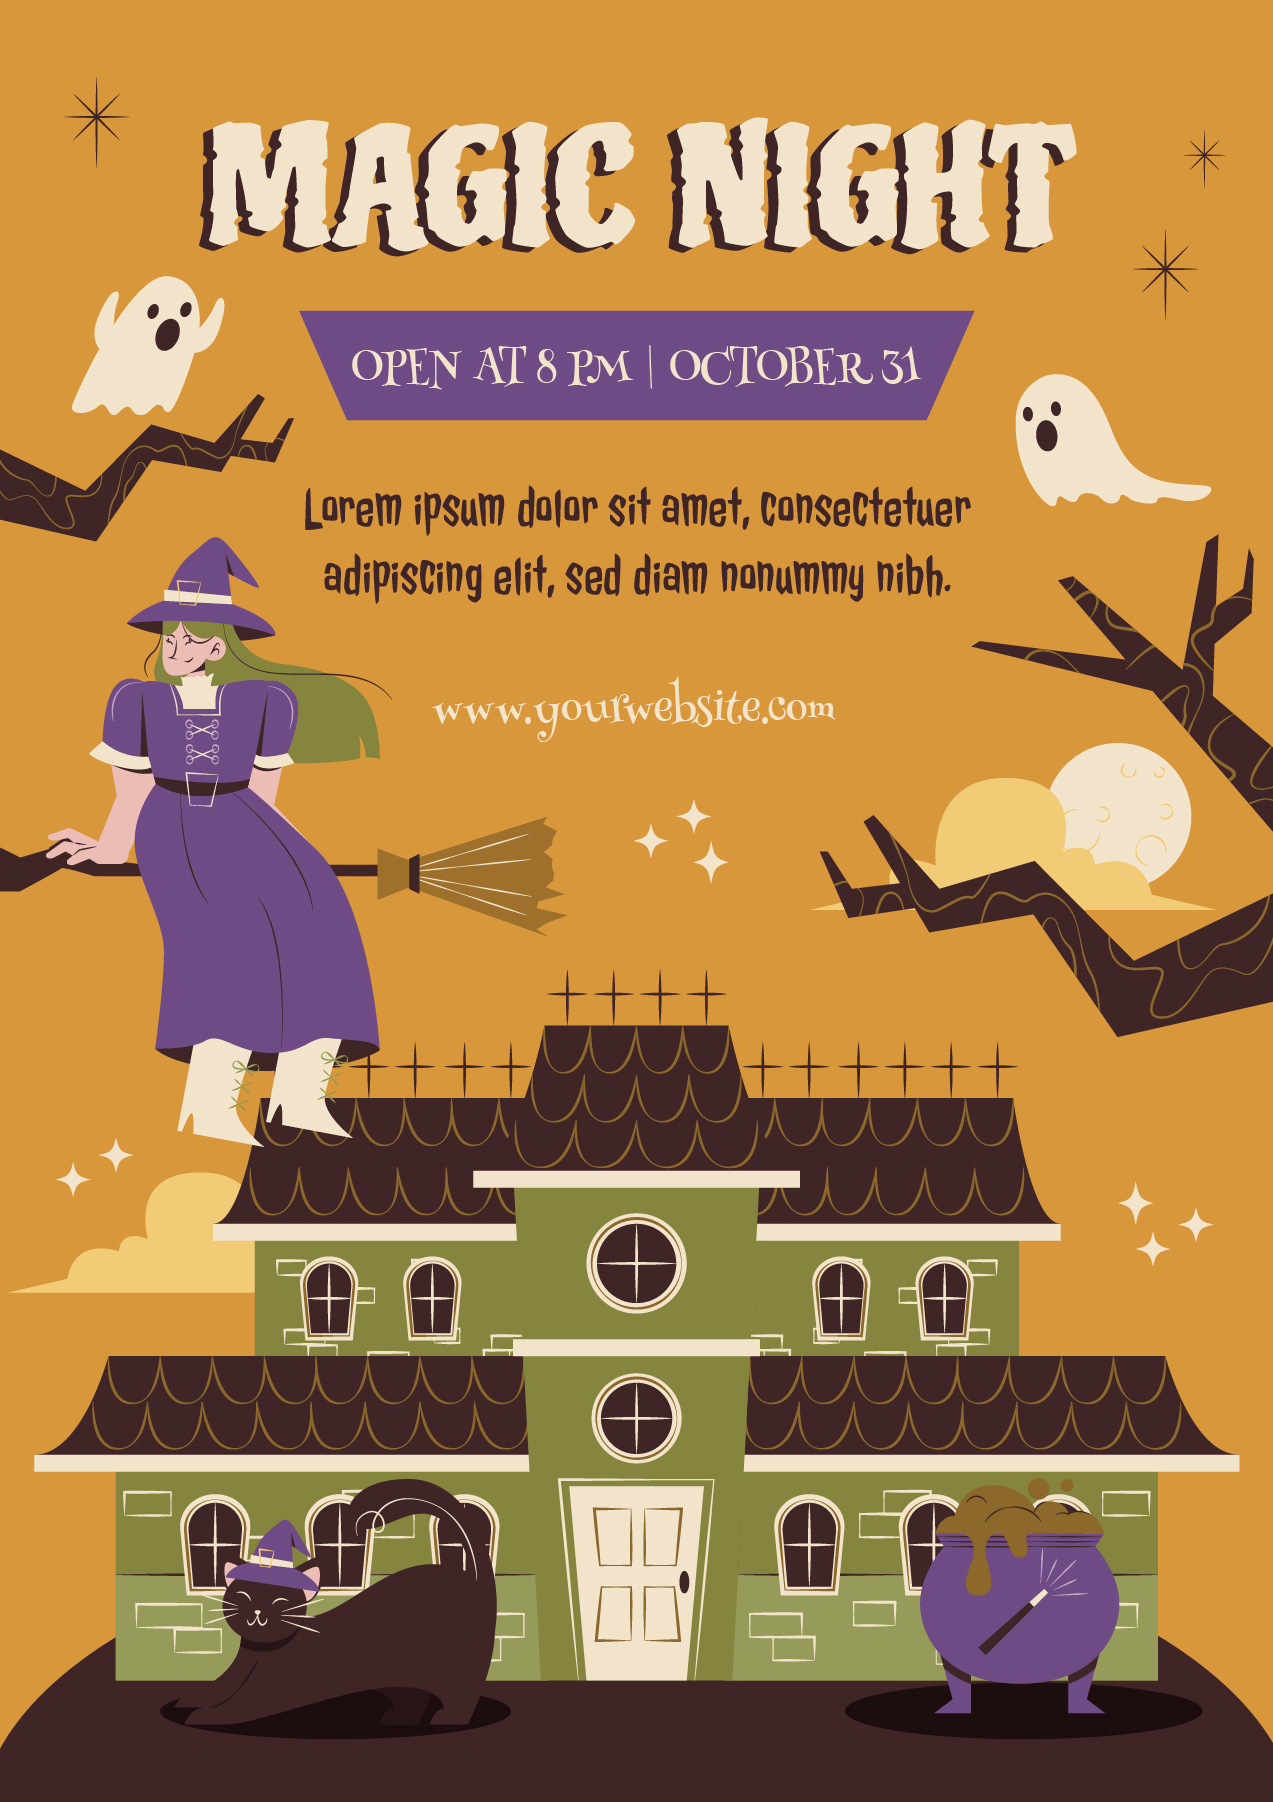 MAGIC NIGHT
OPEN AT 8 PM | OCTOBER 31
Lorem ipsum dolor sit amet, consectetuer
adipiscing elit, sed diam nonummy nibh.
www.yourwebsite.com